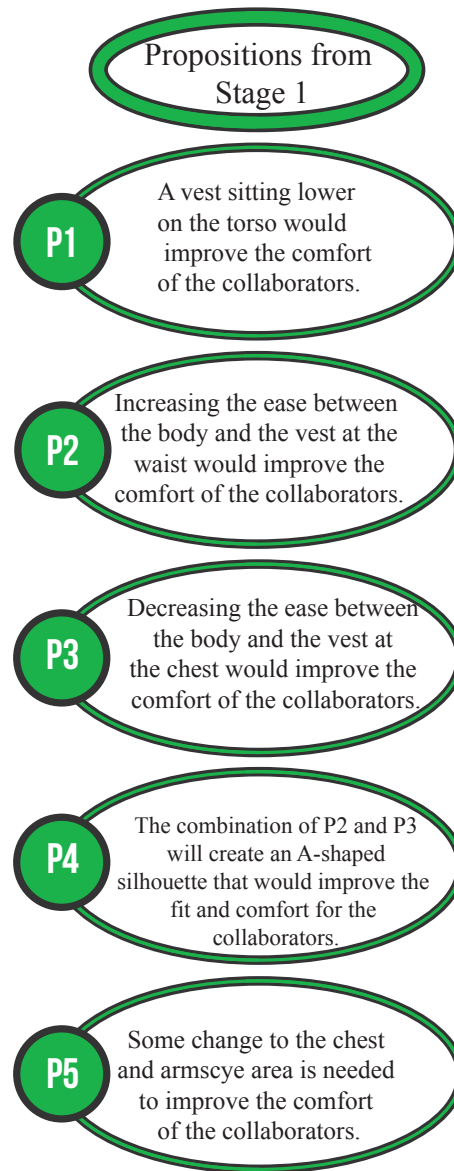 Propositions from
Stage 1
P1
A vest sitting lower
on the torso would
improve the comfort
of the collaborators.
P2
Increasing the ease between
the body and the vest at the
waist would improve the
comfort of the collaborators.
P3
Decreasing the ease between
the body and the vest at
the chest would improve the
comfort of the collaborators.
P4
The combination of P2 and P3
will create an A-shaped
silhouette that would improve the
fit and comfort for the
collaborators.
P5
Some change to the chest
and armscye area is needed
to improve the comfort
of the collaborators.